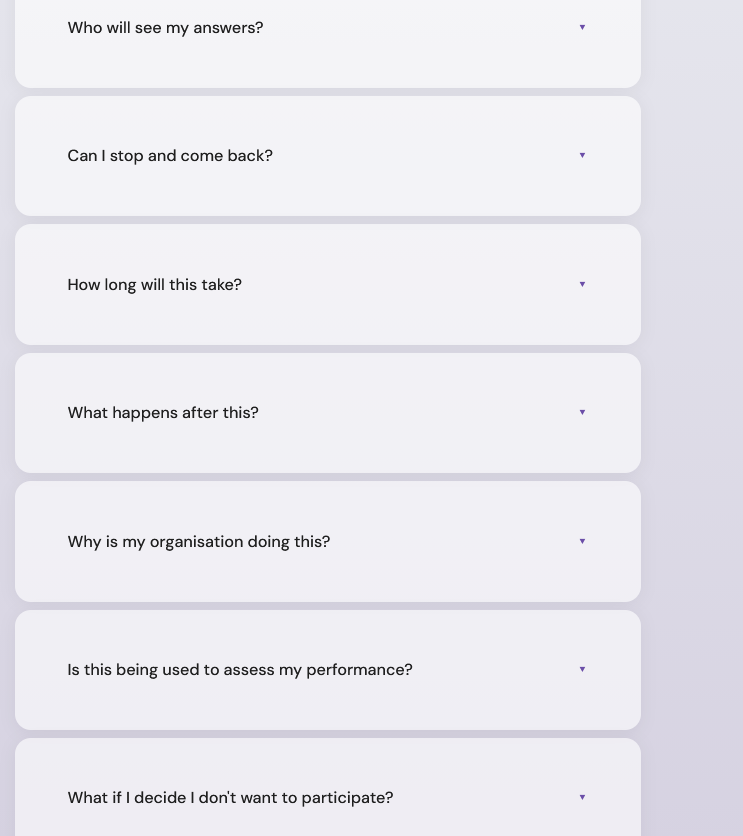 Who will see my answers?
Can I stop and come back?
How long will this take?
What happens after this?
Why is my organisation doing this?
Is this being used to assess my performance?
What if I decide I don't want to participate?